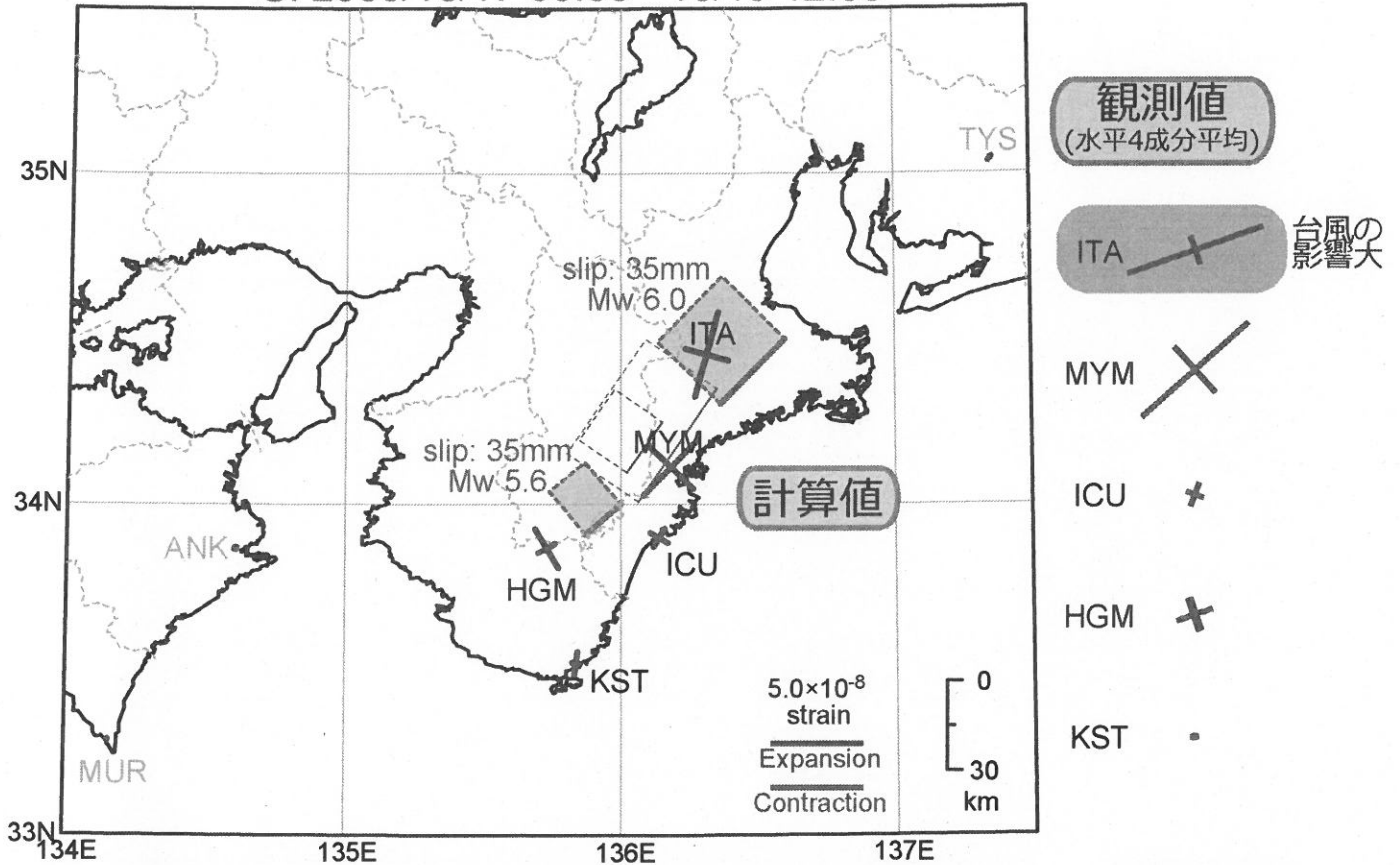 35N
34N
33N
134E
135E
136E
137E
TYS
slip: 35mm
Mw 6.0
ITA
slip: 35mm
Mw 5.6
MYM
計算値
ANK
HGM
ICU
KST
MUR
5.0×10-8
strain
Expansion
Contraction
0
30
km
観測値
(水平4成分平均)
ITA
台風の
影響大
MYM
ICU
HGM
KST